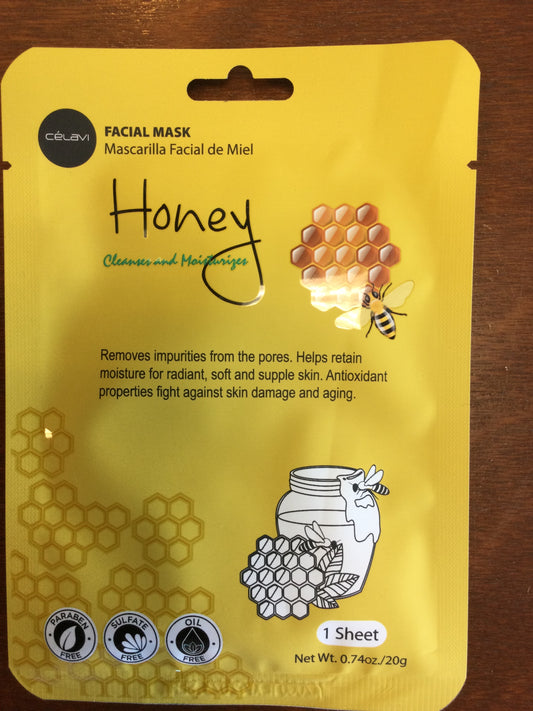 CÉLAVI
FACIAL MASK
Mascarilla Facial de Miel
Honey
Cleanses and Moisturizes
Removes impurities from the pores. Helps retain
moisture for radiant, soft and supple skin. Antioxidant
properties fight against skin damage and aging.
PARABEN
FREE
SULFATE
FREE
OIL
FREE
1 Sheet
Net Wt. 0.74oz./20g